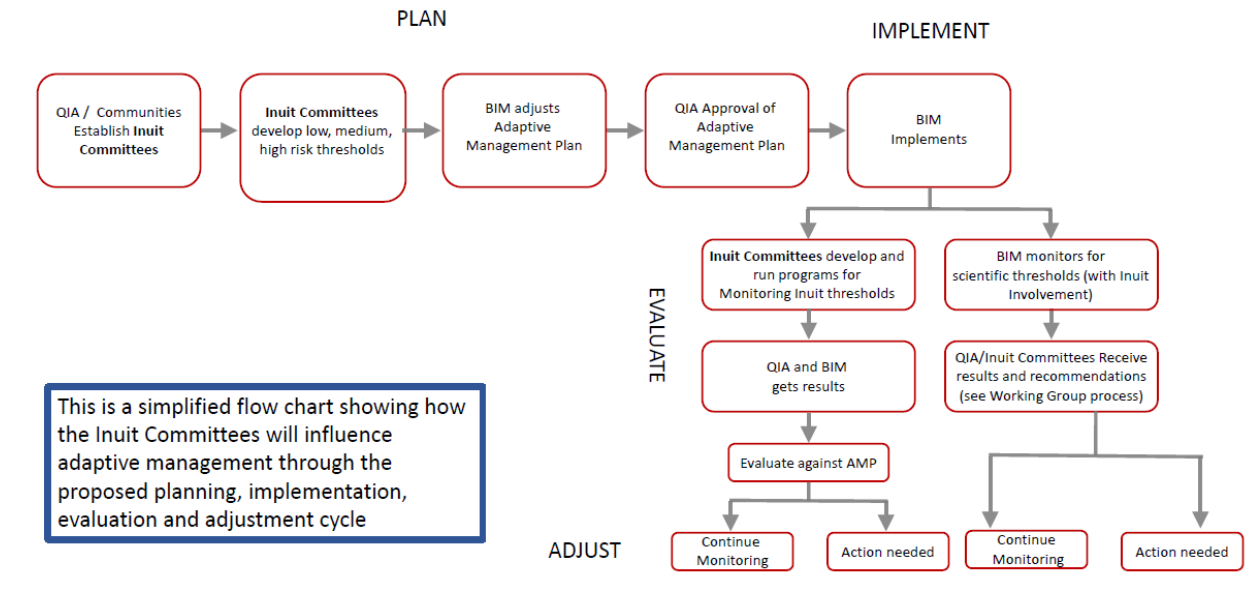 PLAN
IMPLEMENT
QIA / Communities
Establish Inuit
Committees
Inuit Committees
develop low, medium,
high risk thresholds
BIM adjusts
Adaptive
Management Plan
QIA Approval of
Adaptive
Management Plan
BIM
Implements
Inuit Committees develop and
run programs for
Monitoring Inuit thresholds
BIM monitors for
scientific thresholds (with Inuit
Involvement)
EVALUATE
QIA and BIM
gets results
QIA/Inuit Committees Receive
results and recommendations
(see Working Group process)
This is a simplified flow chart showing how
the Inuit Committees will influence
adaptive management through the
proposed planning, implementation,
evaluation and adjustment cycle
Evaluate against AMP
ADJUST
Continue
Monitoring
Action needed
Continue
Monitoring
Action needed